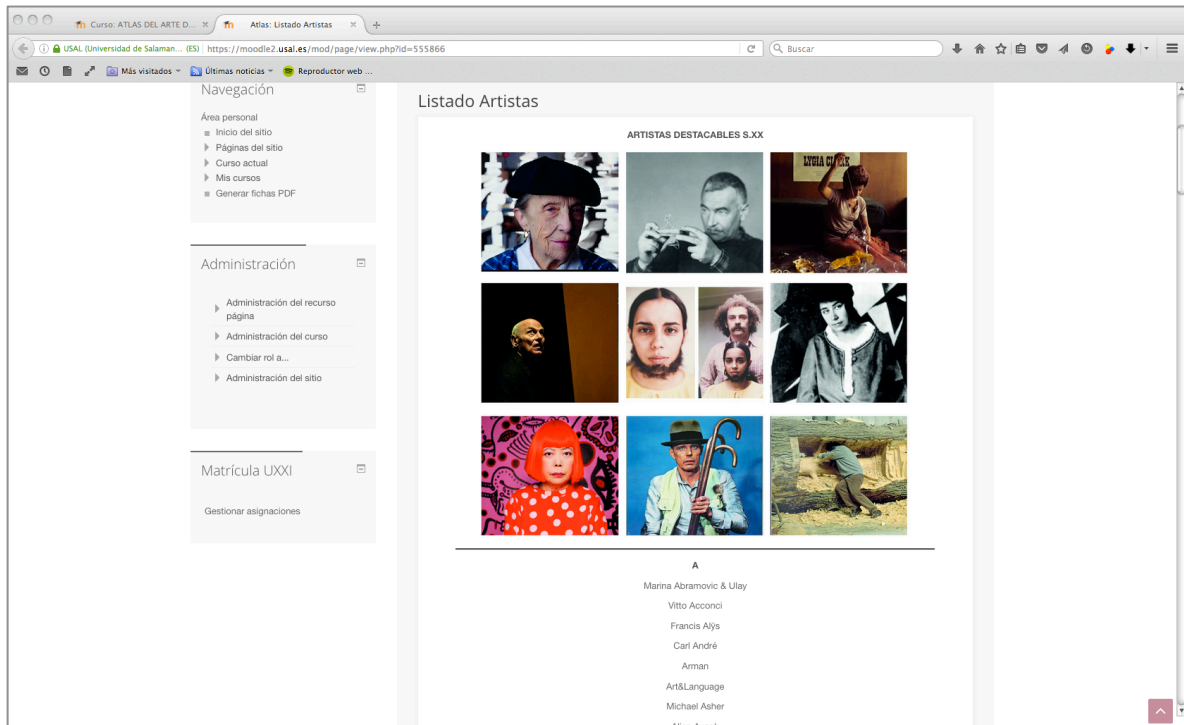 Curso: ATLAS DEL ARTE D... ×
Atlas: Listado Artistas ×
USAL (Universidad de Salaman... (ES) https://moodle2.usal.es/mod/page/view.php?id=555866
Buscar
Más visitados
Últimas noticias
Reproductor web ...
Navegación
Área personal
Inicio del sitio
Páginas del sitio
Curso actual
Mis cursos
Generar fichas PDF
Administración
Administración del recurso
página
Administración del curso
Cambiar rol a...
Administración del sitio
Matrícula UXXI
Gestionar asignaciones
Listado Artistas
ARTISTAS DESTACABLES S.XX
LYGIA CLARK
A
Marina Abramovic & Ulay
Vitto Acconci
Francis Alÿs
Carl André
Arman
Art&Language
Michael Asher